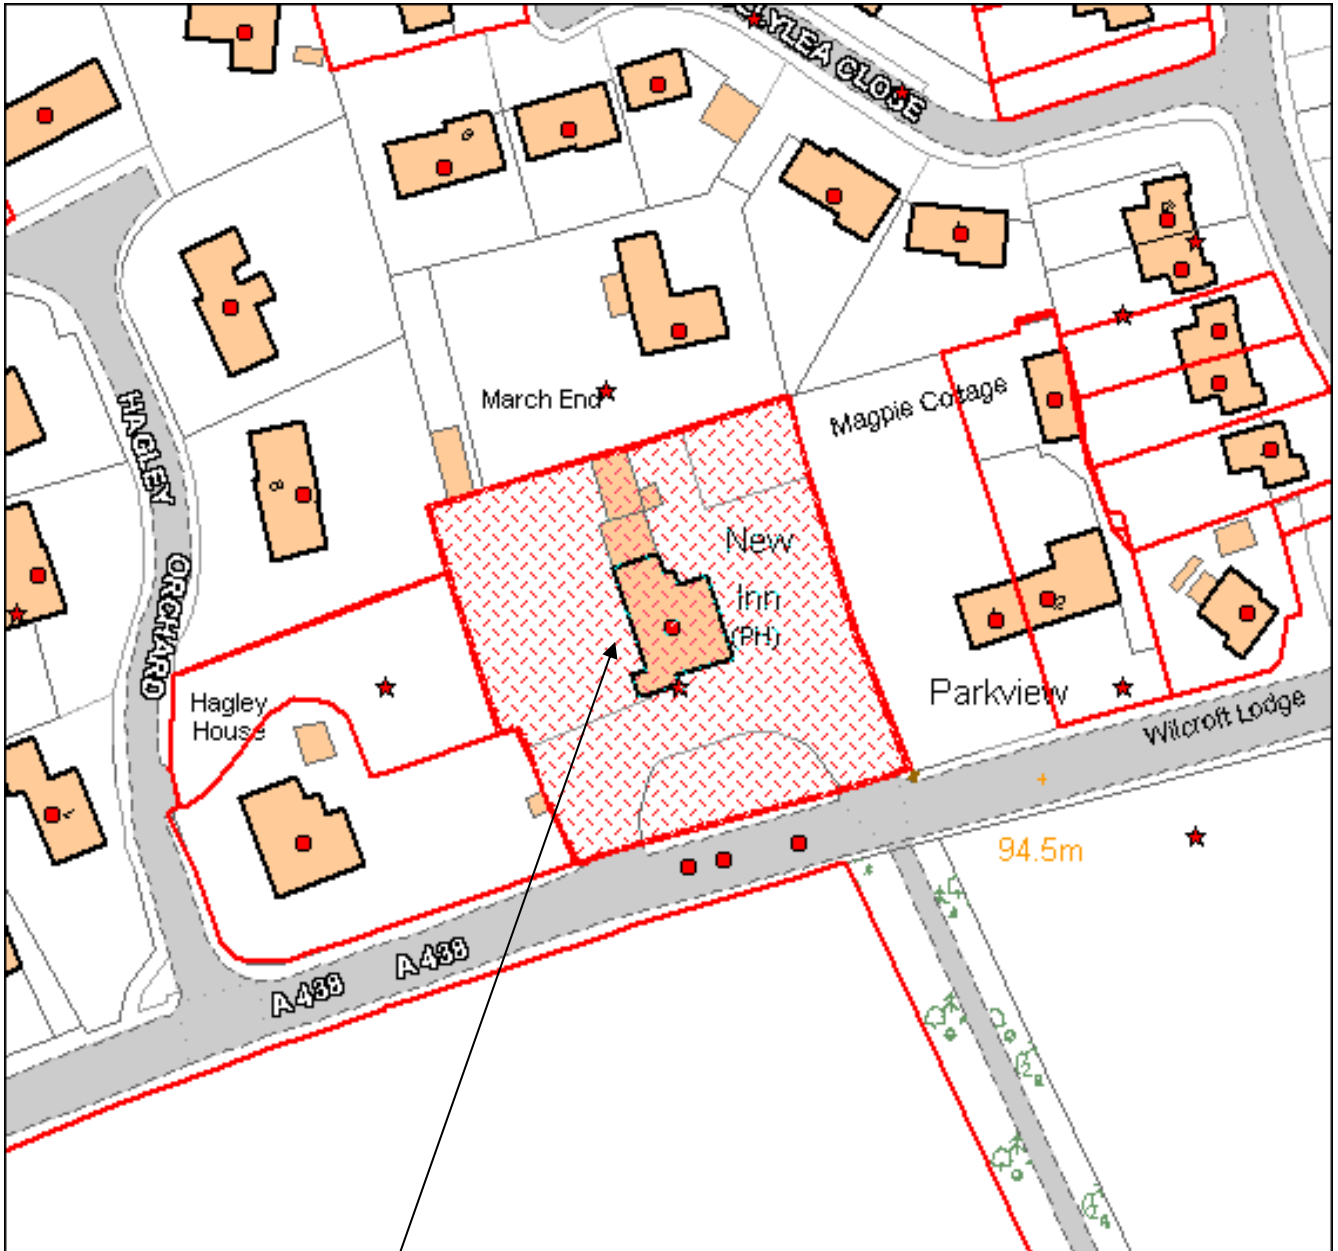 LYLEA CLOSE
March End
Magpie Cottage
HAGLEY
ORCHARD
New
Inn
(PH)
Hagley
House
Parkview
Wilcroft Lodge
94.5m
A 438
A 438